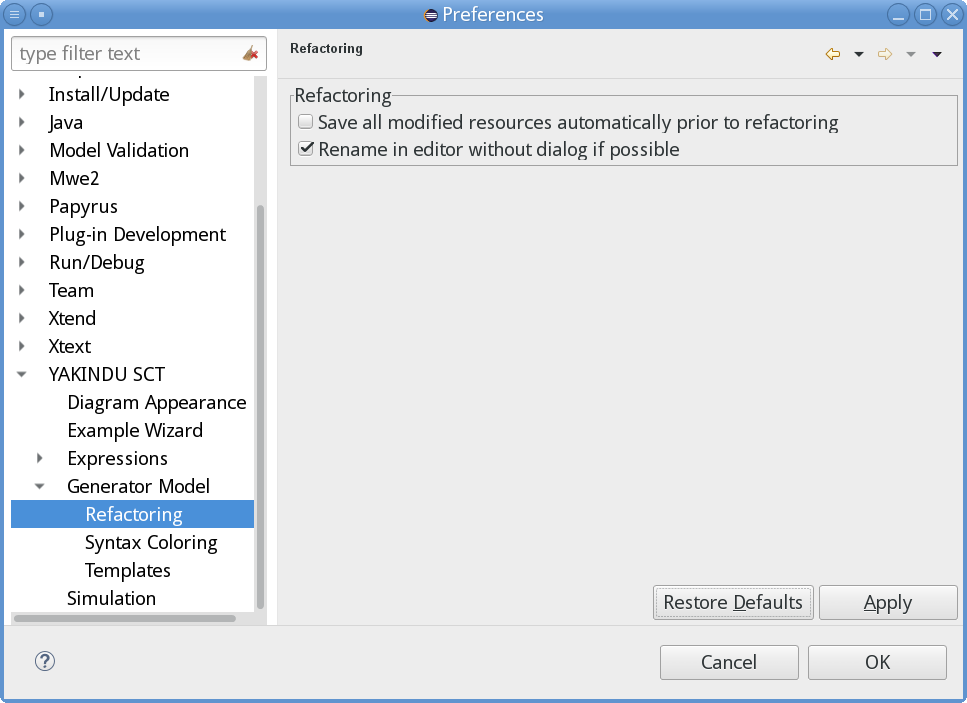 Preferences
type filter text
Install/Update
Java
Model Validation
Mwe2
Papyrus
Plug-in Development
Run/Debug
Team
Xtend
Xtext
YAKINDU SCT
Diagram Appearance
Example Wizard
Expressions
Generator Model
Refactoring
Syntax Coloring
Templates
Simulation
Refactoring
Refactoring
Save all modified resources automatically prior to refactoring
Rename in editor without dialog if possible
Restore Defaults
Apply
?
Cancel
OK